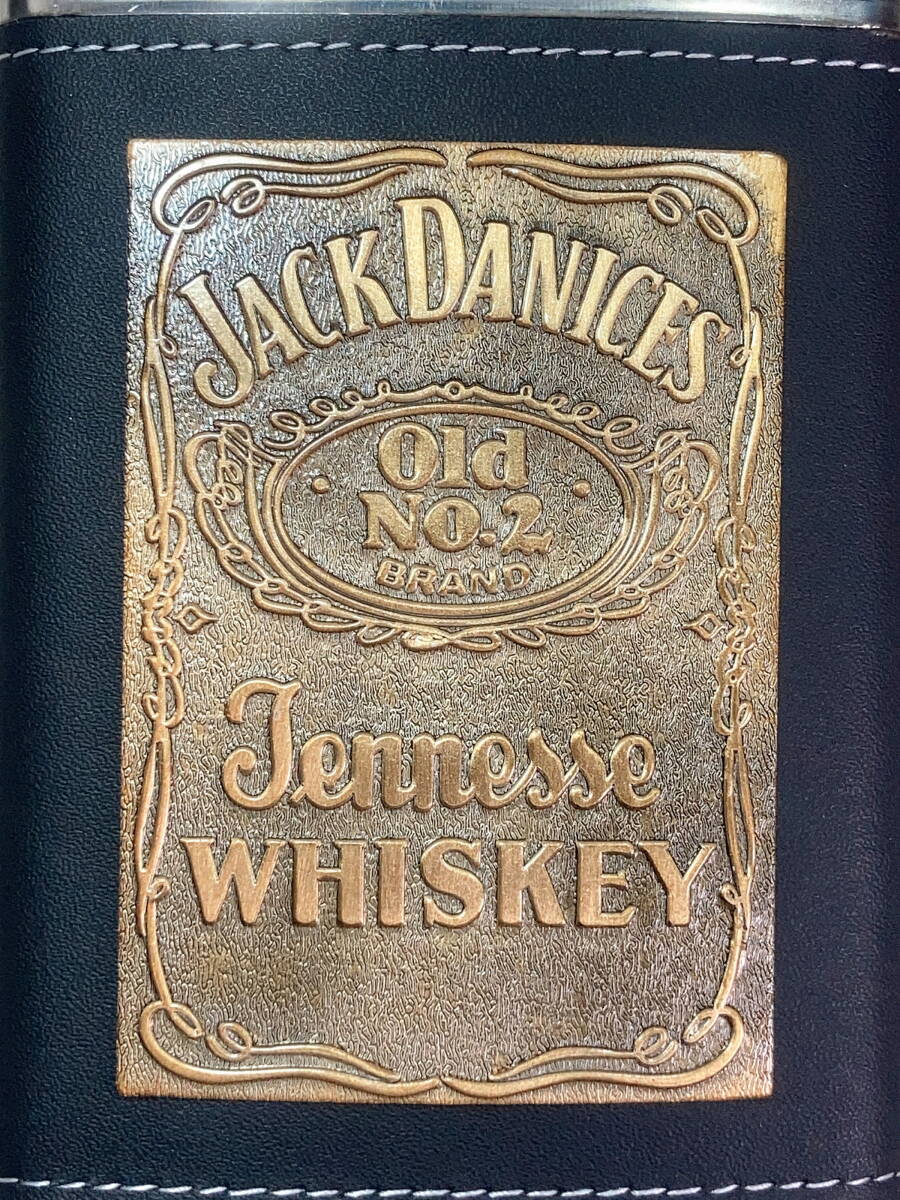 JACK DANICES
Old
No.2
BRAND
Jennesse
WHISKEY